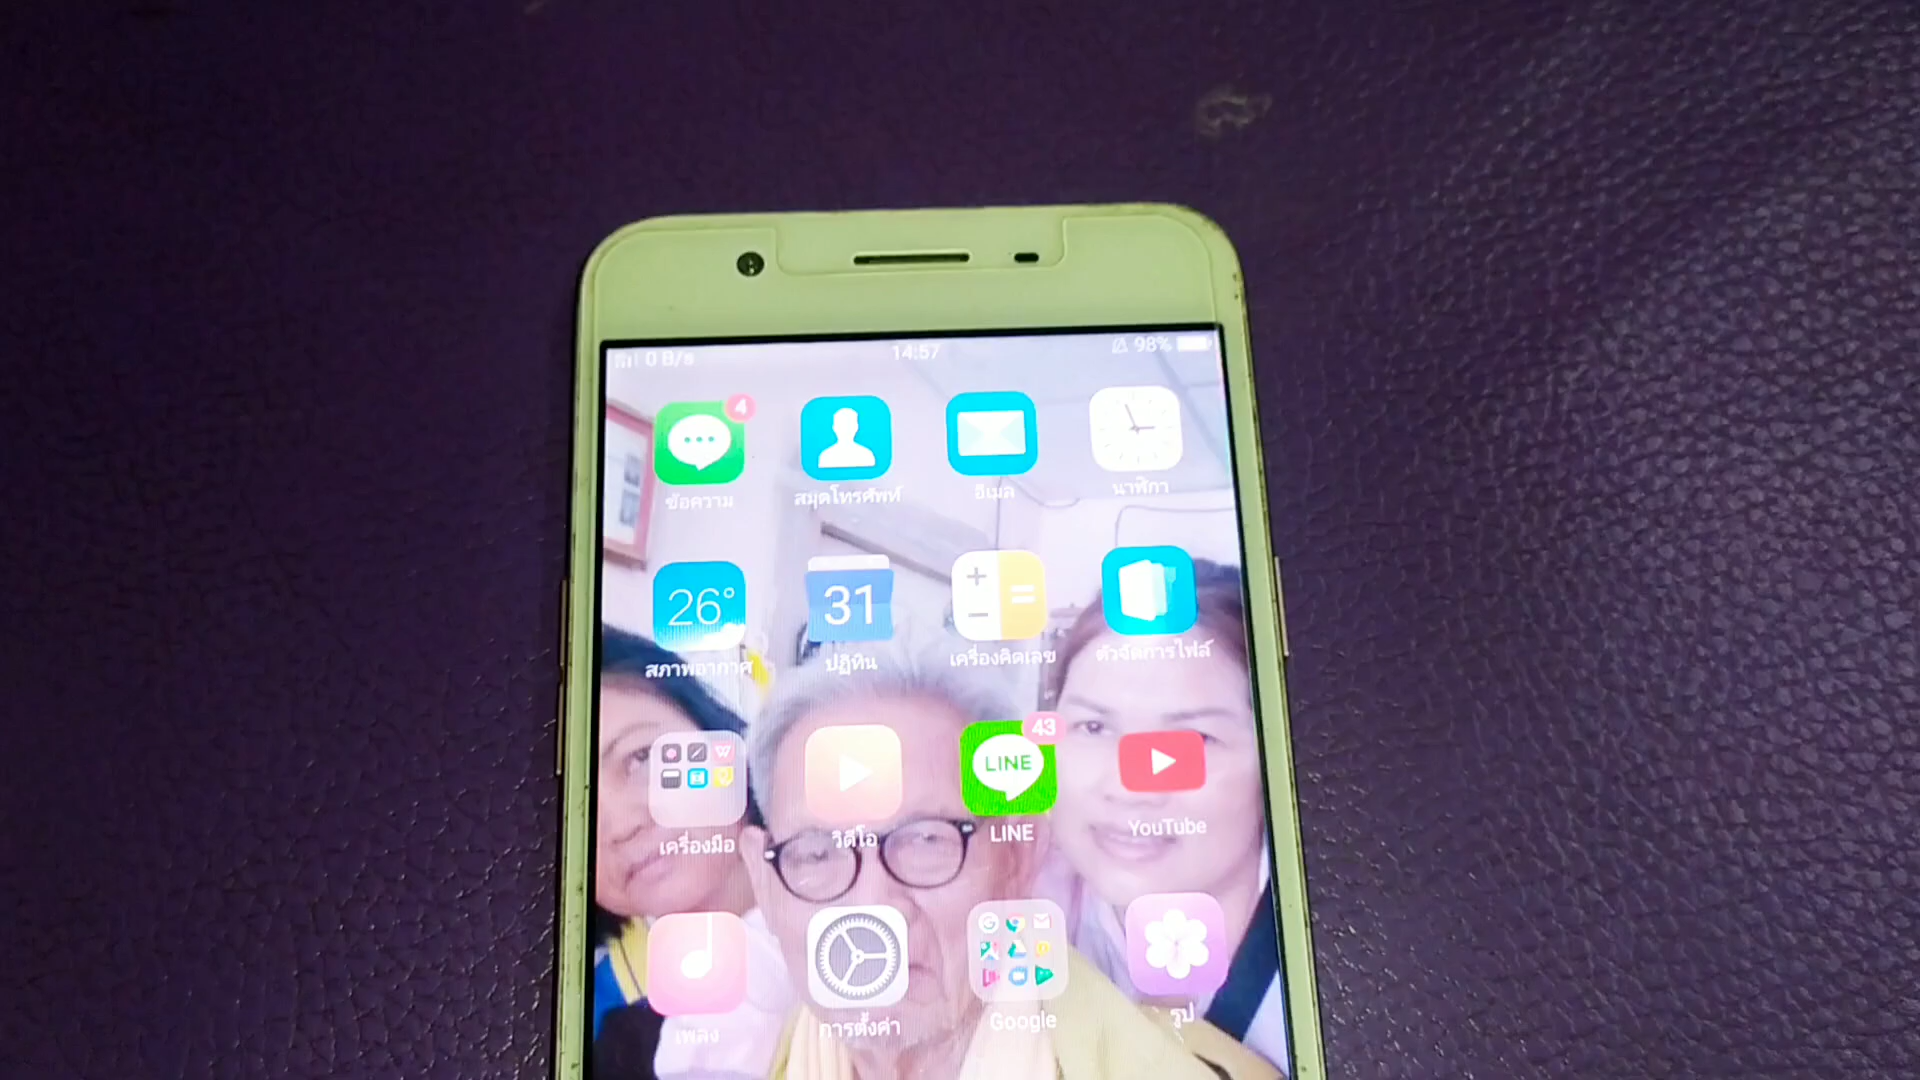 0 B/s 14:57 98%
4
ข้อความ สมุดโทรศัพท์ อีเมล นาฬิกา
26° 31
สภาพอากาศ ปฏิทิน เครื่องคิดเลข ตัวจัดการไฟล์
43
LINE
เครื่องมือ วิดีโอ LINE YouTube
เพลง การตั้งค่า Google รูป